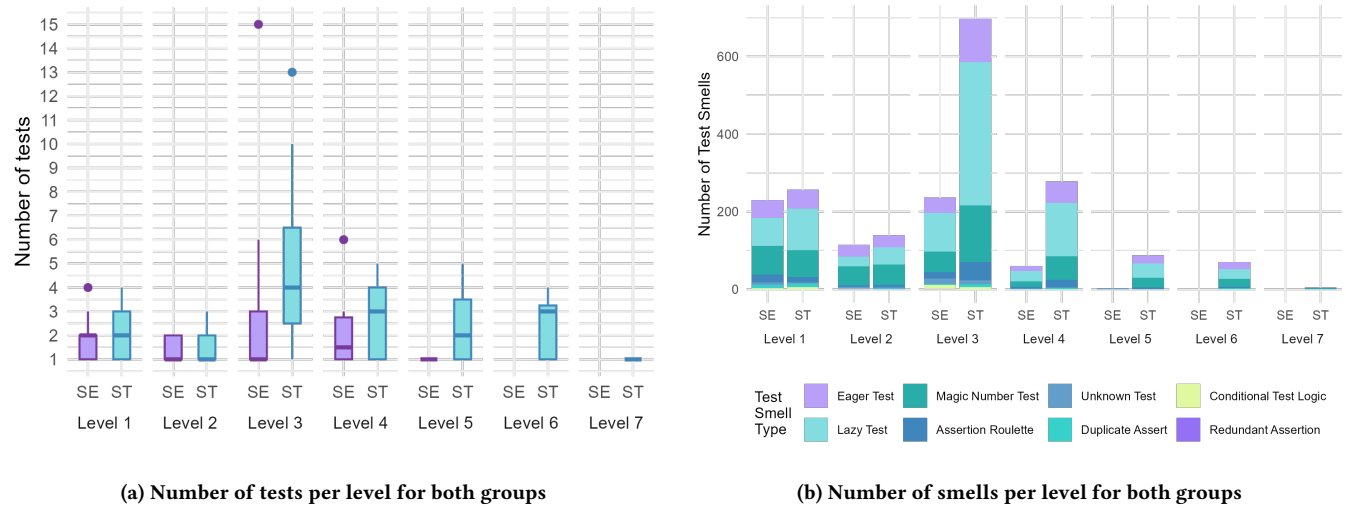 Number of tests
15
14
13
12
11
10
9
8
7
6
5
4
3
2
1
SE ST SE ST SE ST SE ST SE ST SE ST SE ST
Level 1 Level 2 Level 3 Level 4 Level 5 Level 6 Level 7
(a) Number of tests per level for both groups
Number of Test Smells
600
400
200
0
SE ST SE ST SE ST SE ST SE ST SE ST SE ST
Level 1 Level 2 Level 3 Level 4 Level 5 Level 6 Level 7
Test
Smell
Type
Eager Test Magic Number Test Unknown Test Conditional Test Logic
Lazy Test Assertion Roulette Duplicate Assert Redundant Assertion
(b) Number of smells per level for both groups